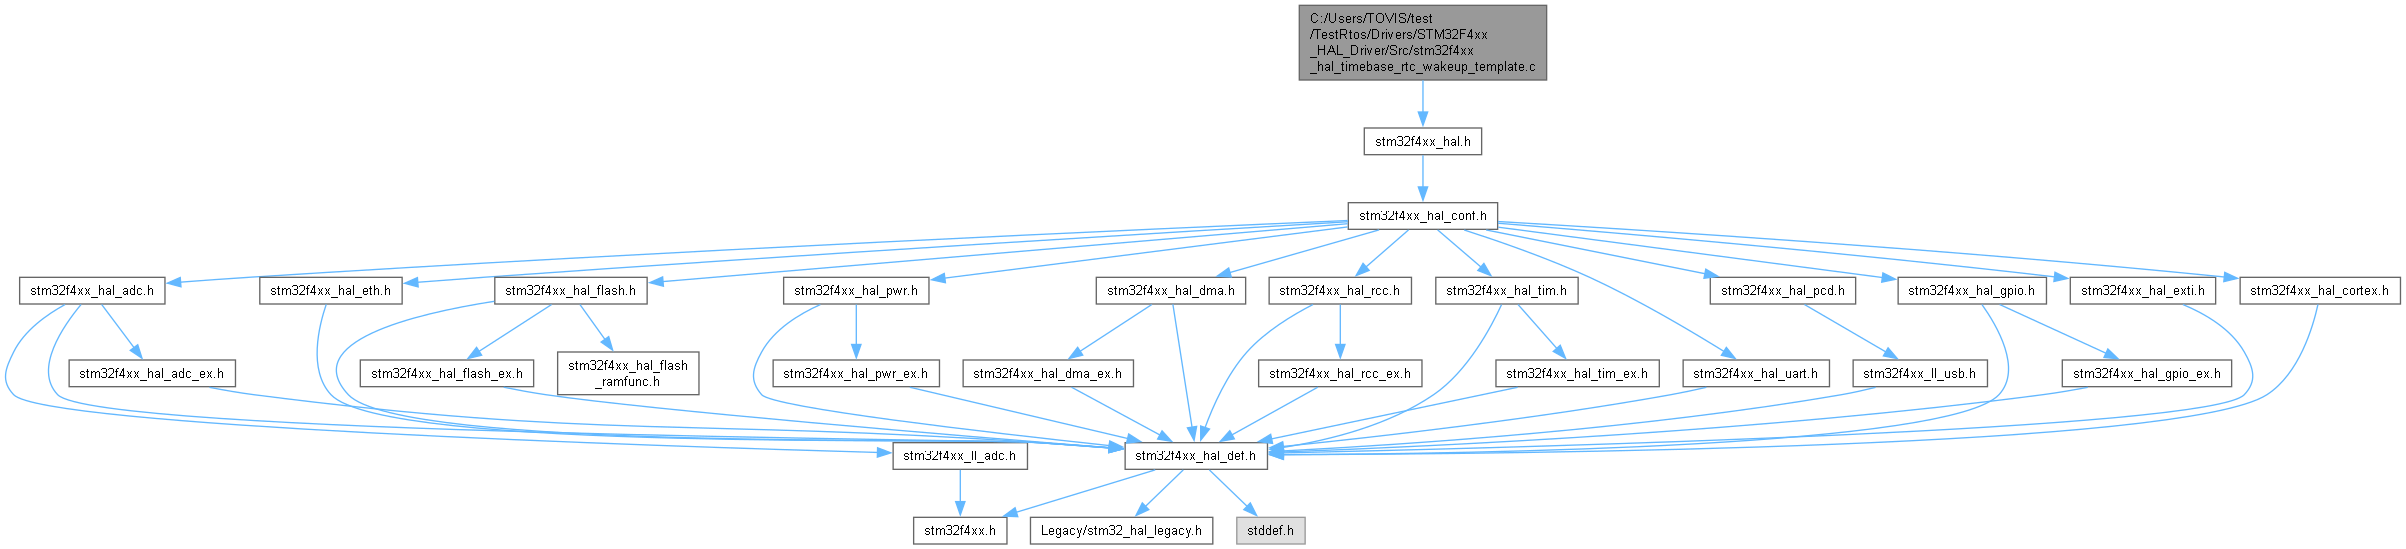 C:/Users/TOVIS/test
/TestRtos/Drivers/STM32F4xx
_HAL_Driver/Src/stm32f4xx
_hal_timebase_rtc_wakeup_template.c
stm32f4xx_hal.h
stm32f4xx_hal_conf.h
stm32f4xx_hal_adc.h
stm32f4xx_hal_eth.h
stm32f4xx_hal_flash.h
stm32f4xx_hal_pwr.h
stm32f4xx_hal_dma.h
stm32f4xx_hal_rcc.h
stm32f4xx_hal_tim.h
stm32f4xx_hal_pcd.h
stm32f4xx_hal_gpio.h
stm32f4xx_hal_exti.h
stm32f4xx_hal_cortex.h
stm32f4xx_hal_adc_ex.h
stm32f4xx_hal_flash_ex.h
stm32f4xx_hal_flash
_ramfunc.h
stm32f4xx_hal_pwr_ex.h
stm32f4xx_hal_dma_ex.h
stm32f4xx_hal_rcc_ex.h
stm32f4xx_hal_tim_ex.h
stm32f4xx_hal_uart.h
stm32f4xx_ll_usb.h
stm32f4xx_hal_gpio_ex.h
stm32f4xx_ll_adc.h
stm32f4xx_hal_def.h
stm32f4xx.h
Legacy/stm32_hal_legacy.h
stddef.h